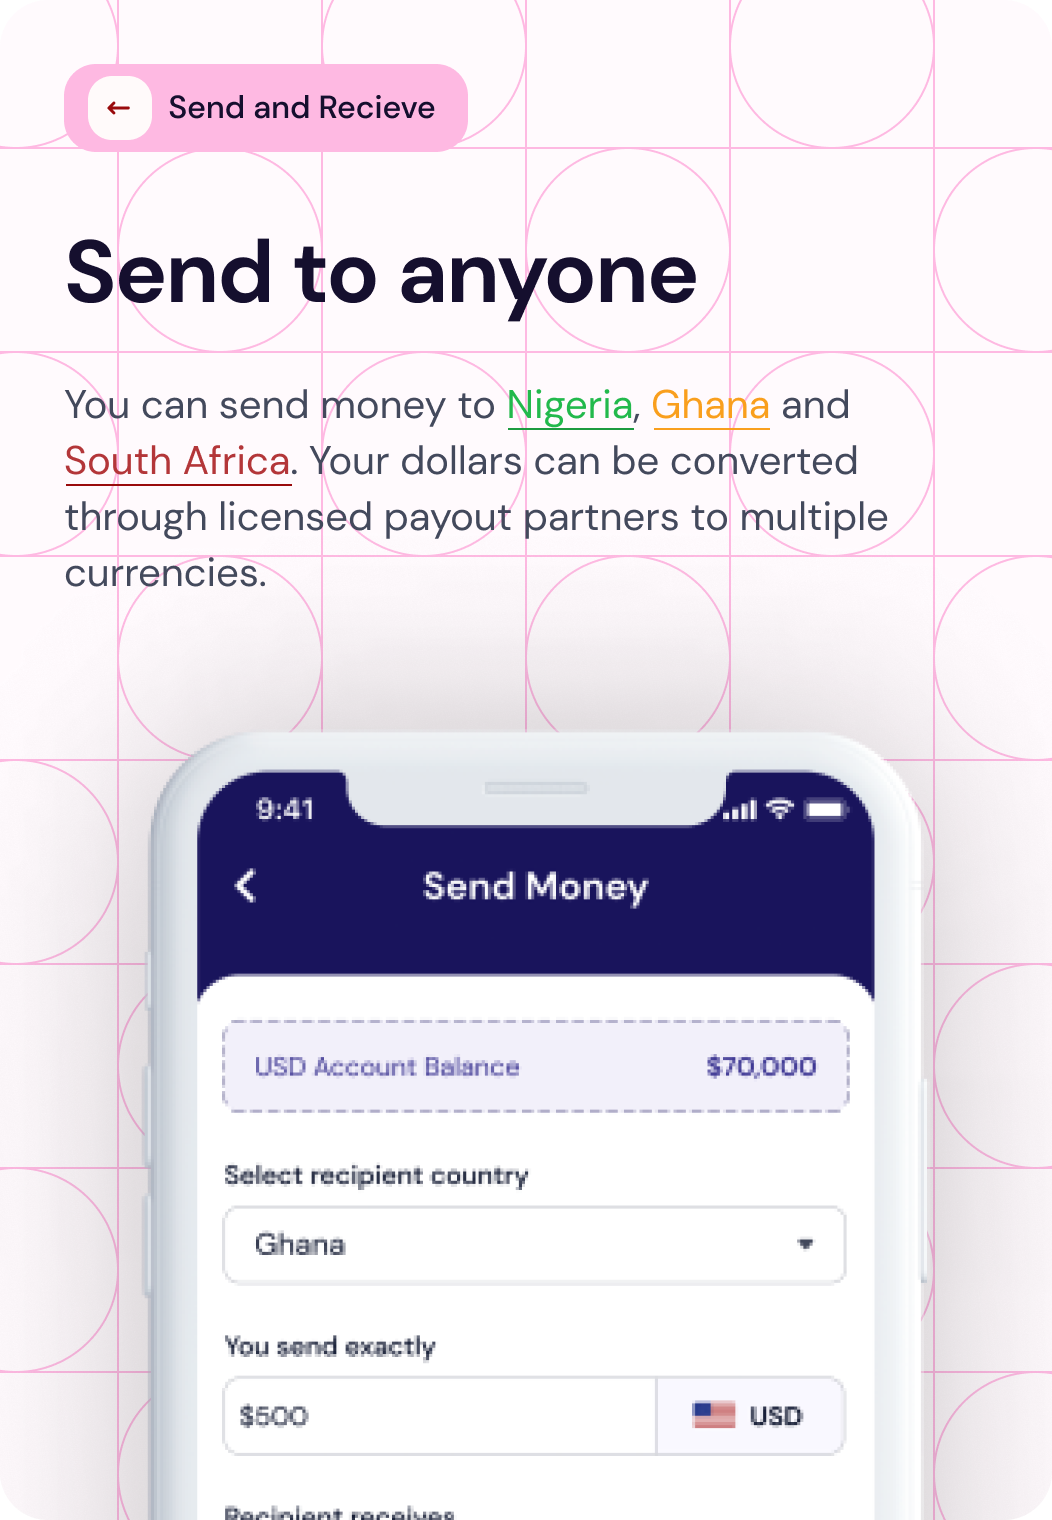 Send and Recieve
Send to anyone
You can send money to Nigeria, Ghana and
South Africa. Your dollars can be converted
through licensed payout partners to multiple
currencies.
9:41
Send Money
USD Account Balance $70,000
Select recipient country
Ghana
You send exactly
$500 USD
Recipient receives